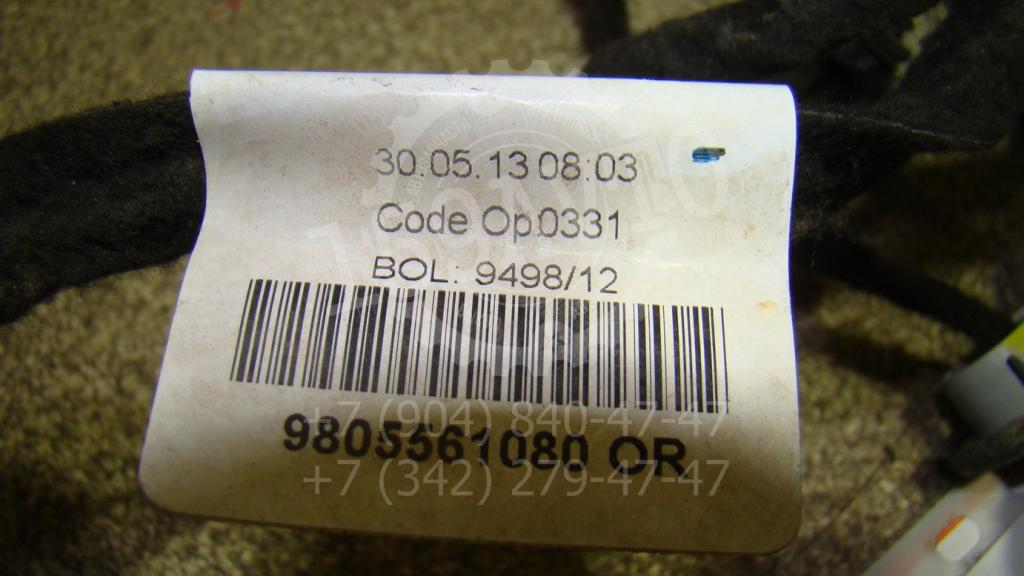 30.05.13 08:03
Code Op.0331
BOL: 9498/12
+7 (904) 840-47-47
9805561080 OR
+7 (342) 279-47-47
159AVTO